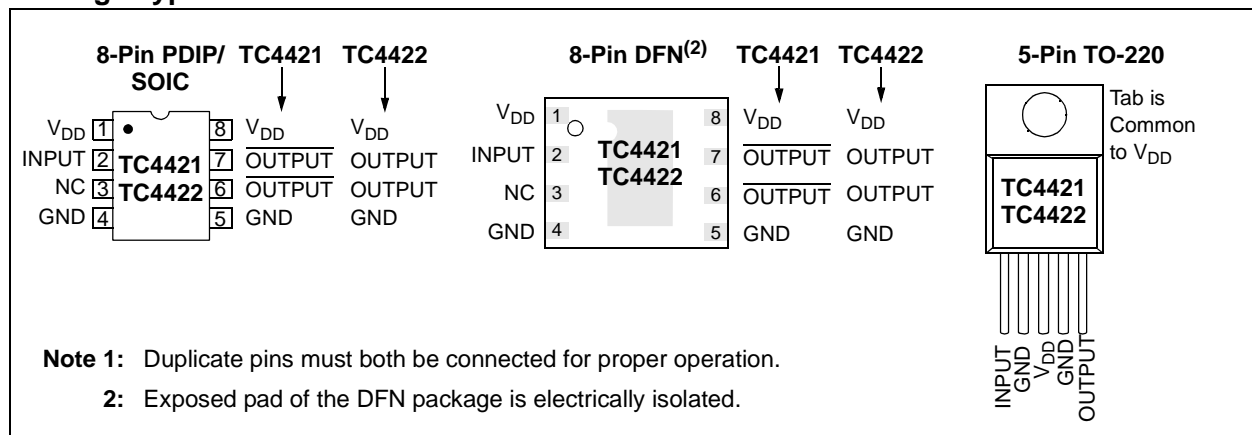 8-Pin PDIP/ SOIC TC4421 TC4422
VDD 1 8 VDD VDD
INPUT 2 TC4421 7 OUTPUT OUTPUT
NC 3 TC4422 6 OUTPUT OUTPUT
GND 4 5 GND GND
8-Pin DFN(2) TC4421 TC4422
VDD 1 8 VDD VDD
INPUT 2 TC4421 7 OUTPUT OUTPUT
NC 3 TC4422 6 OUTPUT OUTPUT
GND 4 5 GND GND
5-Pin TO-220
Tab is
Common
to VDD
TC4421
TC4422
INPUT
GND
VDD
GND
OUTPUT
Note 1: Duplicate pins must both be connected for proper operation.
2: Exposed pad of the DFN package is electrically isolated.